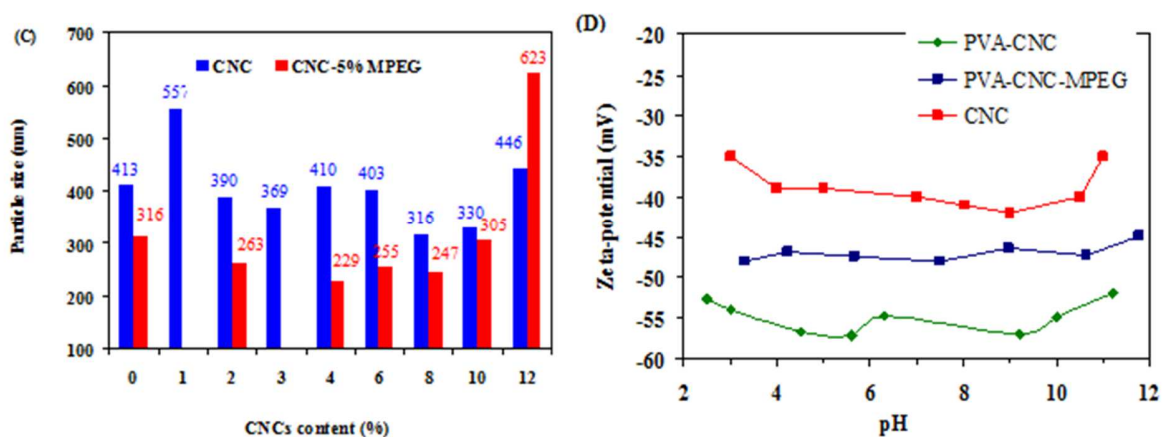 (C)
700
600
500
400
300
200
100
Particle size (nm)
CNC
CNC-5% MPEG
413
316
557
390
263
369
410
229
403
255
316
247
330
305
446
623
0 1 2 3 4 6 8 10 12
CNCs content (%)
(D)
-20
-25
-30
-35
-40
-45
-50
-55
-60
Zeta-potential (mV)
PVA-CNC
PVA-CNC-MPEG
CNC
2 4 6 8 10 12
pH